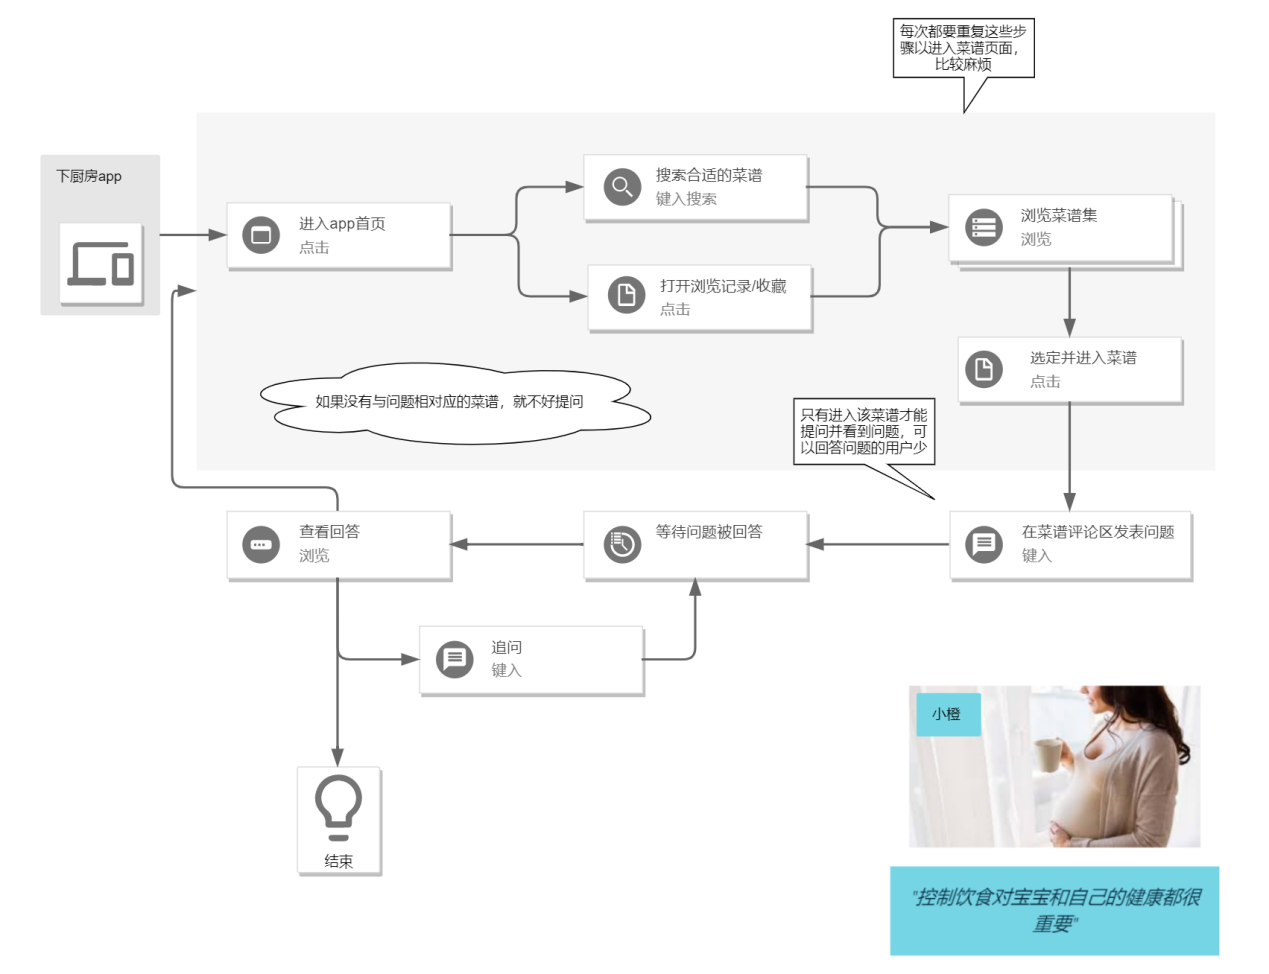 每次都要重复这些步
骤以进入菜谱页面，
比较麻烦
下厨房app
进入app首页
点击
搜索合适的菜谱
键入搜索
打开浏览记录/收藏
点击
浏览菜谱集
浏览
选定并进入菜谱
点击
如果没有与问题相对应的菜谱，就不好提问
只有进入该菜谱才能
提问并看到问题，可
以回答问题的用户少
查看回答
浏览
等待问题被回答
在菜谱评论区发表问题
键入
追问
键入
结束
小橙
"控制饮食对宝宝和自己的健康都很
重要"